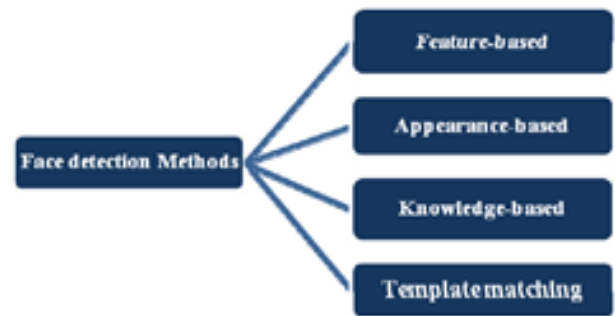 Feature-based
Appearance-based
Face detection Methods
Knowledge-based
Template matching